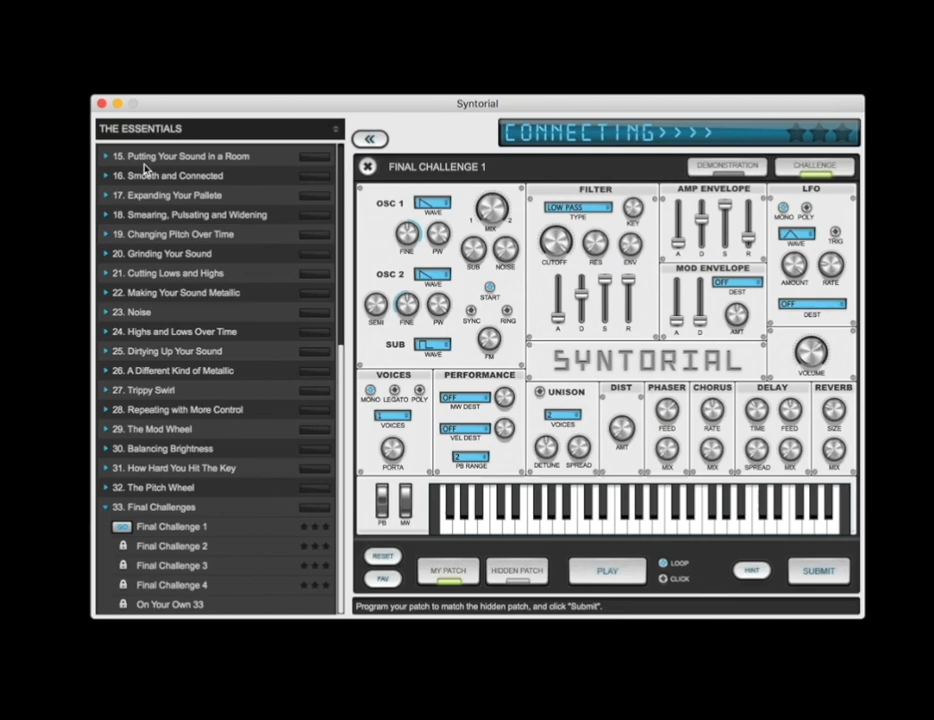 Syntorial
THE ESSENTIALS
15. Putting Your Sound in a Room
16. Smooth and Connected
17. Expanding Your Pallete
18. Smearing, Pulsating and Widening
19. Changing Pitch Over Time
20. Grinding Your Sound
21. Cutting Lows and Highs
22. Making Your Sound Metallic
23. Noise
24. Highs and Lows Over Time
25. Dirtying Up Your Sound
26. A Different Kind of Metallic
27. Trippy Swirl
28. Repeating with More Control
29. The Mod Wheel
30. Balancing Brightness
31. How Hard You Hit The Key
32. The Pitch Wheel
33. Final Challenges
GO Final Challenge 1
Final Challenge 2
Final Challenge 3
Final Challenge 4
On Your Own 33
CONNECTING>>>>
FINAL CHALLENGE 1
DEMONSTRATION
CHALLENGE
OSC 1
WAVE
1 2
MIX
FINE PW
SUB NOISE
OSC 2
WAVE
START
SEMI FINE PW
SYNC RING
SUB
WAVE
FM
FILTER
LOW PASS
TYPE
KEY
CUTOFF RES ENV
A D S R
AMP ENVELOPE
A D S R
MOD ENVELOPE
OFF
DEST
A D
AMT
LFO
MONO POLY
WAVE
TRIG
AMOUNT RATE
OFF
DEST
SYNTORIAL
VOLUME
VOICES
MONO LEGATO POLY
1
VOICES
PORTA
PERFORMANCE
OFF
MW DEST
OFF
VEL DEST
2
PB RANGE
UNISON
2
VOICES
DETUNE SPREAD
DIST
AMT
PHASER
FEED
MIX
CHORUS
RATE
MIX
DELAY
TIME FEED
SPREAD MIX
REVERB
SIZE
MIX
PB MW
RESET
FAV
MY PATCH
HIDDEN PATCH
PLAY
LOOP
CLICK
HINT
SUBMIT
Program your patch to match the hidden patch, and click "Submit".